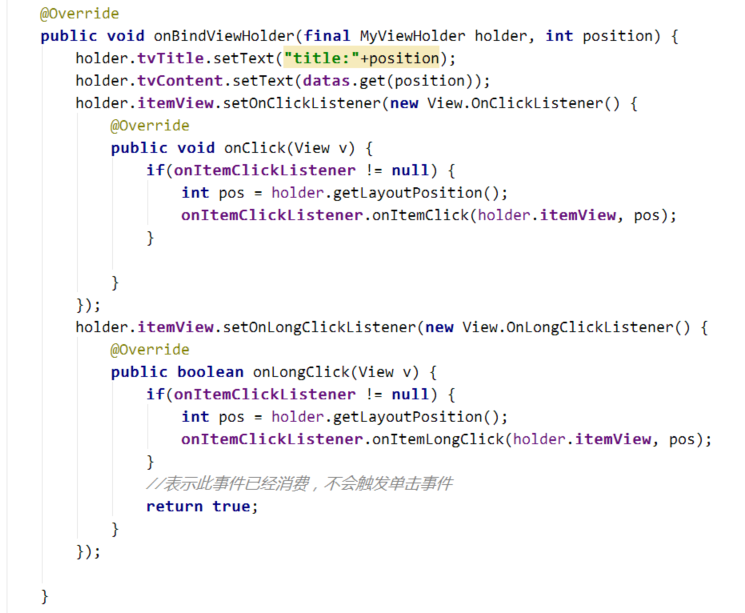 @Override
public void onBindViewHolder(final MyViewHolder holder, int position) {
holder.tvTitle.setText("title:"+position);
holder.tvContent.setText(datas.get(position));
holder.itemView.setOnClickListener(new View.OnClickListener() {
@Override
public void onClick(View v) {
if(onItemClickListener != null) {
int pos = holder.getLayoutPosition();
onItemClickListener.onItemClick(holder.itemView, pos);
}
}
});
holder.itemView.setOnLongClickListener(new View.OnLongClickListener() {
@Override
public boolean onLongClick(View v) {
if(onItemClickListener != null) {
int pos = holder.getLayoutPosition();
onItemClickListener.onItemLongClick(holder.itemView, pos);
}
//表示此事件已经消费，不会触发单击事件
return true;
}
});
}